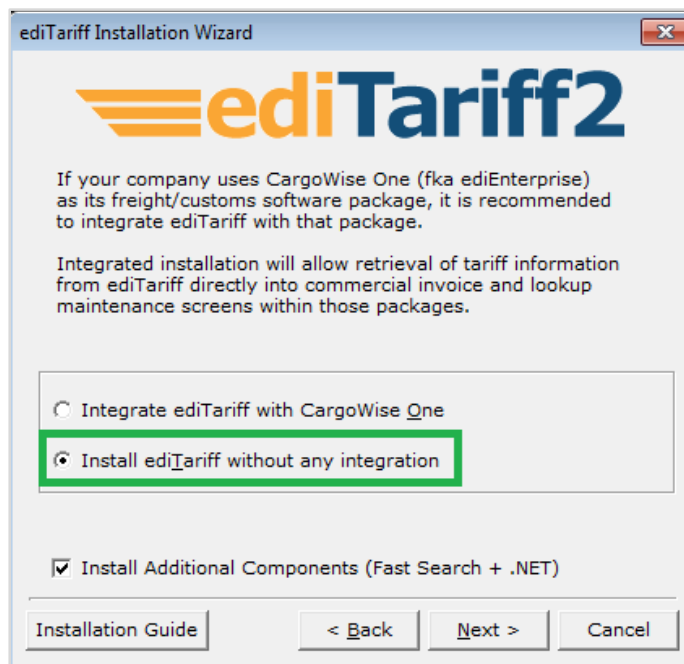 ediTariff Installation Wizard
ediTariff2
If your company uses CargoWise One (fka ediEnterprise)
as its freight/customs software package, it is recommended
to integrate ediTariff with that package.
Integrated installation will allow retrieval of tariff information
from ediTariff directly into commercial invoice and lookup
maintenance screens within those packages.
Integrate ediTariff with CargoWise One
Install ediTariff without any integration
Install Additional Components (Fast Search + .NET)
Installation Guide < Back Next > Cancel